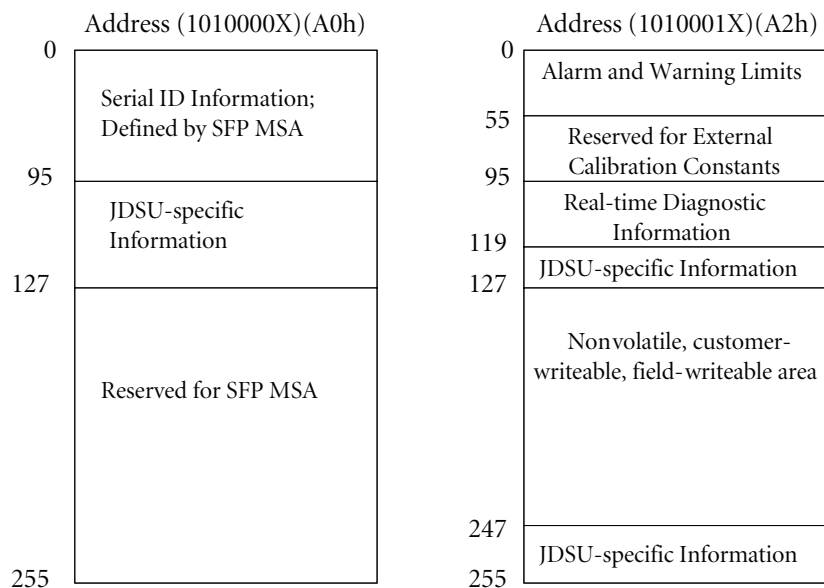 Address (1010000X)(A0h)
0
Serial ID Information;
Defined by SFP MSA
95
JDSU-specific
Information
127
Reserved for SFP MSA
255
Address (1010001X)(A2h)
0
Alarm and Warning Limits
55
Reserved for External
Calibration Constants
95
Real-time Diagnostic
Information
119
JDSU-specific Information
127
Nonvolatile, customer-
writeable, field-writeable area
247
JDSU-specific Information
255